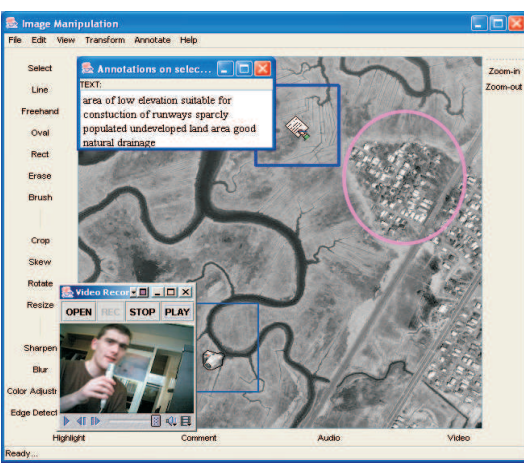 Image Manipulation
File Edit View Transform Annotate Help
Select
Line
Freehand
Oval
Rect
Erase
Brush
Crop
Skew
Rotate
Resize
Sharpen
Blur
Color Adjustr
Edge Detect
Annotations on selec...
TEXT:
area of low elevation suitable for
constuction of runways sparcly
populated undeveloped land area good
natural drainage
Zoom-in
Zoom-out
Video Recor
OPEN REC STOP PLAY
Highlight Comment Audio Video
Ready...